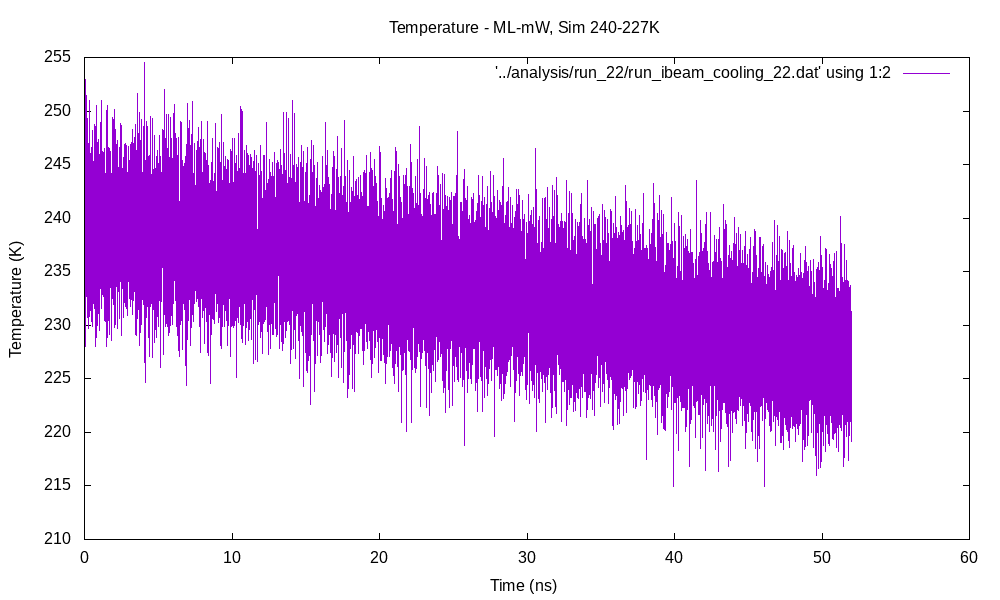 Temperature - ML-mW, Sim 240-227K
'../analysis/run_22/run_ibeam_cooling_22.dat' using 1:2
Temperature (K)
255
250
245
240
235
230
225
220
215
210
0 10 20 30 40 50 60
Time (ns)